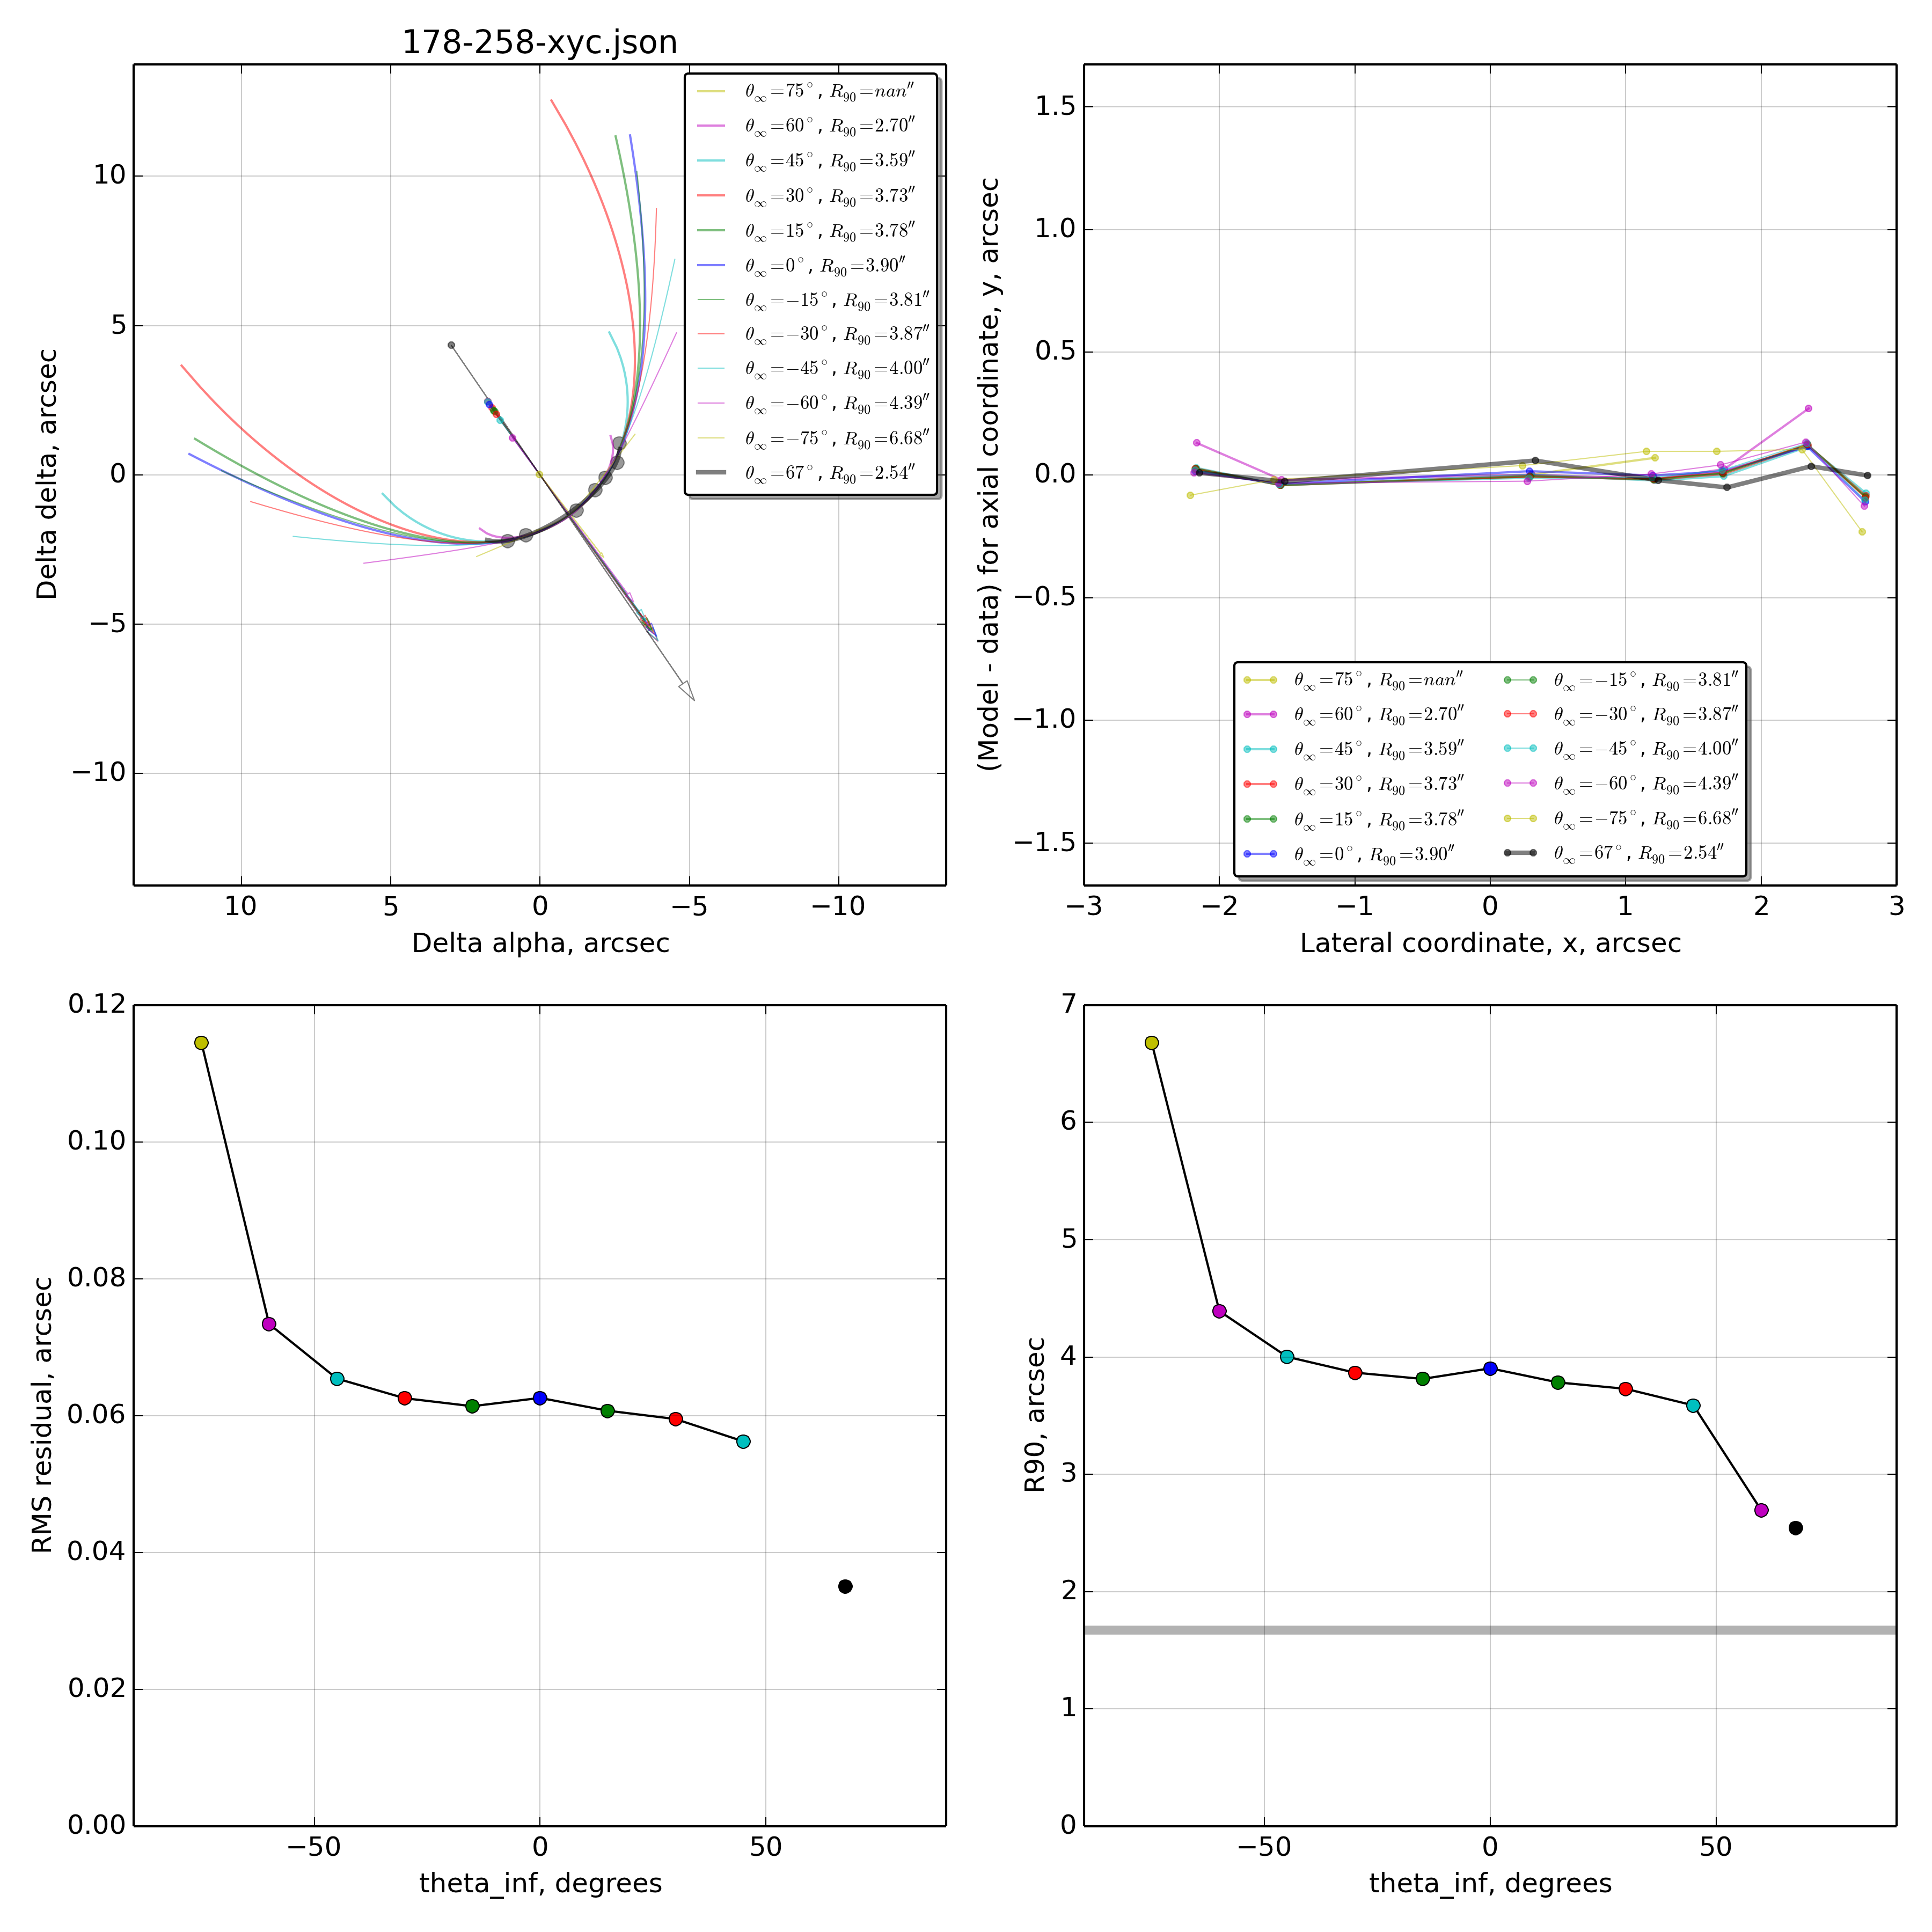 178-258-xyc.json
θ∞=75°, R90=nan″
θ∞=60°, R90=2.70″
θ∞=45°, R90=3.59″
θ∞=30°, R90=3.73″
θ∞=15°, R90=3.78″
θ∞=0°, R90=3.90″
θ∞=−15°, R90=3.81″
θ∞=−30°, R90=3.87″
θ∞=−45°, R90=4.00″
θ∞=−60°, R90=4.39″
θ∞=−75°, R90=6.68″
θ∞=67°, R90=2.54″
10
5
0
−5
−10
Delta delta, arcsec
10 5 0 −5 −10
Delta alpha, arcsec
1.5
1.0
0.5
0.0
−0.5
−1.0
−1.5
(Model - data) for axial coordinate, y, arcsec
θ∞=75°, R90=nan″ θ∞=−15°, R90=3.81″
θ∞=60°, R90=2.70″ θ∞=−30°, R90=3.87″
θ∞=45°, R90=3.59″ θ∞=−45°, R90=4.00″
θ∞=30°, R90=3.73″ θ∞=−60°, R90=4.39″
θ∞=15°, R90=3.78″ θ∞=−75°, R90=6.68″
θ∞=0°, R90=3.90″ θ∞=67°, R90=2.54″
−3 −2 −1 0 1 2 3
Lateral coordinate, x, arcsec
0.12
0.10
0.08
0.06
0.04
0.02
0.00
RMS residual, arcsec
−50 0 50
theta_inf, degrees
7
6
5
4
3
2
1
0
R90, arcsec
−50 0 50
theta_inf, degrees